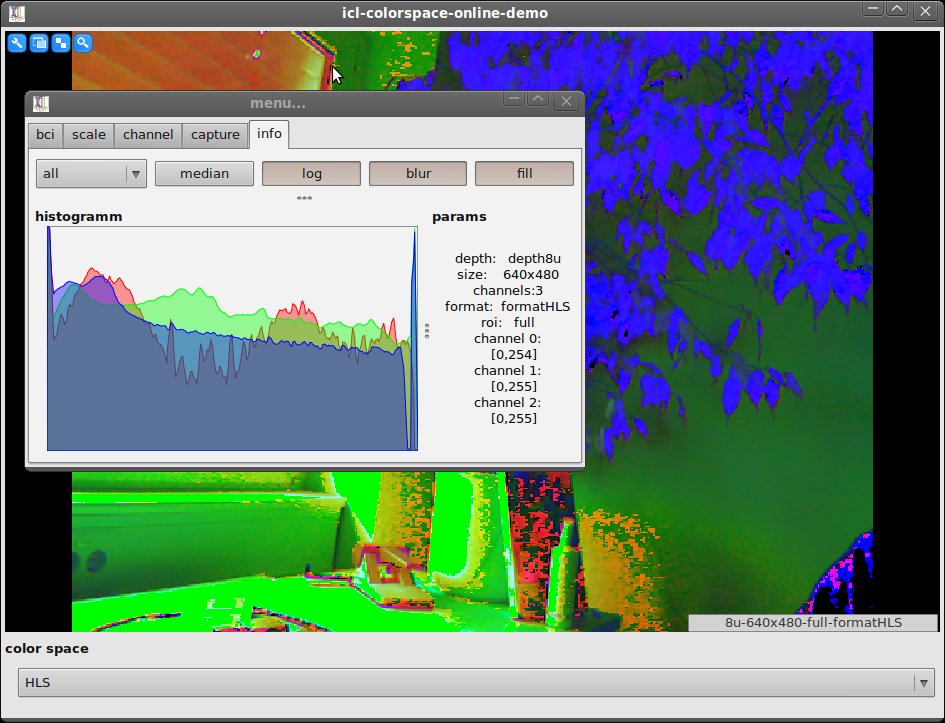 icl-colorspace-online-demo
menu...
bci scale channel capture info
all median log blur fill
histogramm
params
depth: depth8u
size: 640x480
channels:3
format: formatHLS
roi: full
channel 0:
[0,254]
channel 1:
[0,255]
channel 2:
[0,255]
8u-640x480-full-formatHLS
color space
HLS